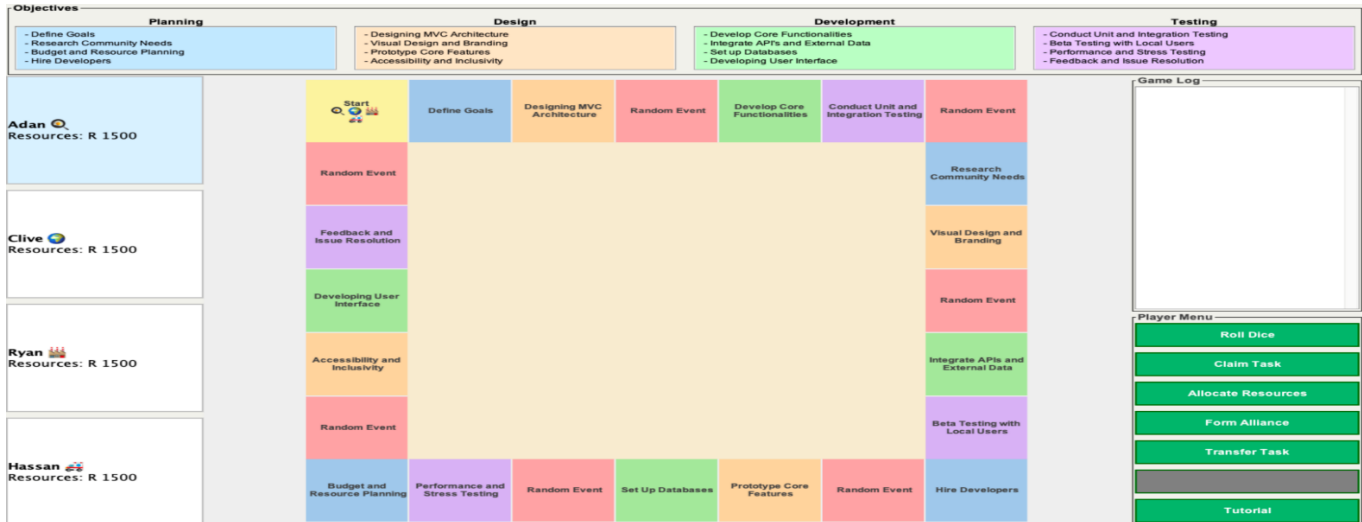 Objectives
Planning
- Define Goals
- Research Community Needs
- Budget and Resource Planning
- Hire Developers
Design
- Designing MVC Architecture
- Visual Design and Branding
- Prototype Core Features
- Accessibility and Inclusivity
Development
- Develop Core Functionalities
- Integrate API's and External Data
- Set up Databases
- Developing User Interface
Testing
- Conduct Unit and Integration Testing
- Beta Testing with Local Users
- Performance and Stress Testing
- Feedback and Issue Resolution
Adan
Resources: R 1500
Clive
Resources: R 1500
Ryan
Resources: R 1500
Hassan
Resources: R 1500
Start
Define Goals
Designing MVC
Architecture
Random Event
Develop Core
Functionalities
Conduct Unit and
Integration Testing
Random Event
Random Event
Research
Community Needs
Feedback and
Issue Resolution
Visual Design and
Branding
Developing User
Interface
Random Event
Accessibility and
Inclusivity
Integrate APIs and
External Data
Random Event
Beta Testing with
Local Users
Budget and
Resource Planning
Performance and
Stress Testing
Random Event
Set Up Databases
Prototype Core
Features
Random Event
Hire Developers
Game Log
Player Menu
Roll Dice
Claim Task
Allocate Resources
Form Alliance
Transfer Task
Tutorial